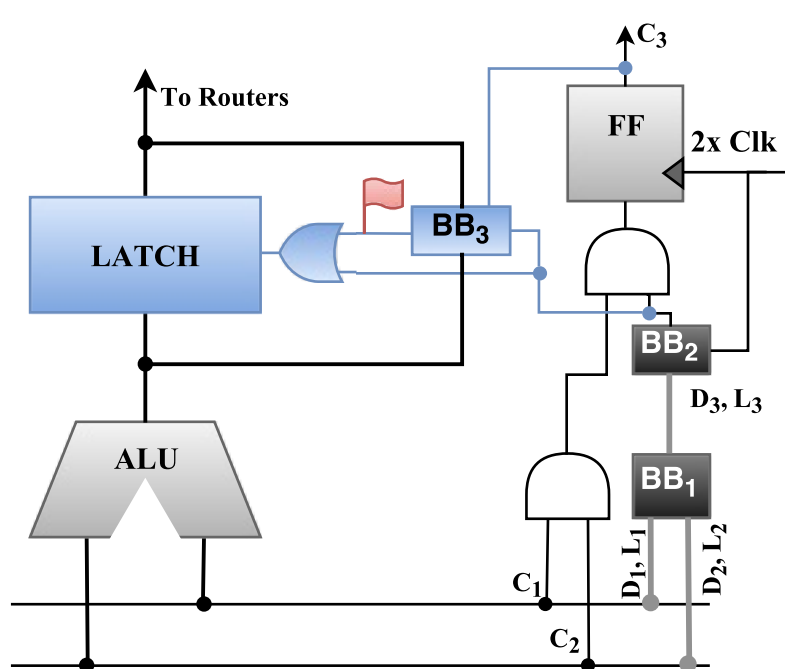 C3
To Routers
FF
2x Clk
BB3
LATCH
BB2
D3, L3
ALU
BB1
D1, L1
D2, L2
C1
C2